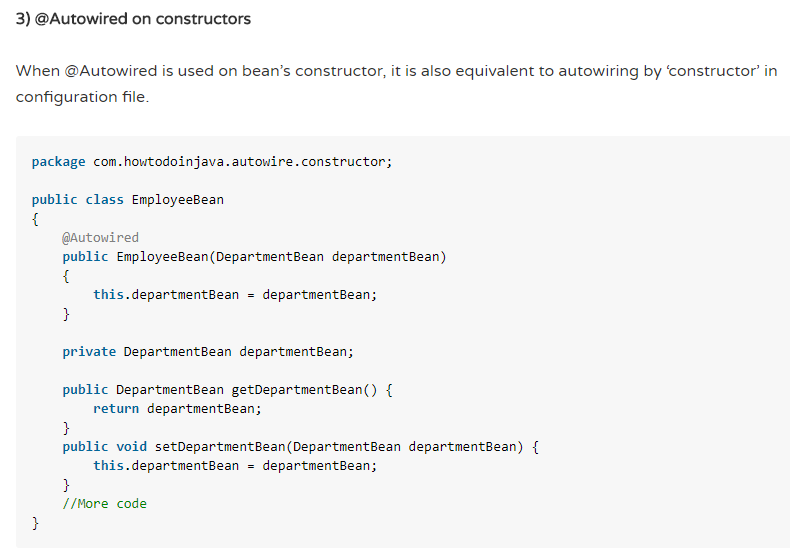 3) @Autowired on constructors
When @Autowired is used on bean’s constructor, it is also equivalent to autowiring by ‘constructor’ in
configuration file.
package com.howtodoinjava.autowire.constructor;
public class EmployeeBean
{
    @Autowired
    public EmployeeBean(DepartmentBean departmentBean)
    {
        this.departmentBean = departmentBean;
    }
    private DepartmentBean departmentBean;
    public DepartmentBean getDepartmentBean() {
        return departmentBean;
    }
    public void setDepartmentBean(DepartmentBean departmentBean) {
        this.departmentBean = departmentBean;
    }
    //More code
}